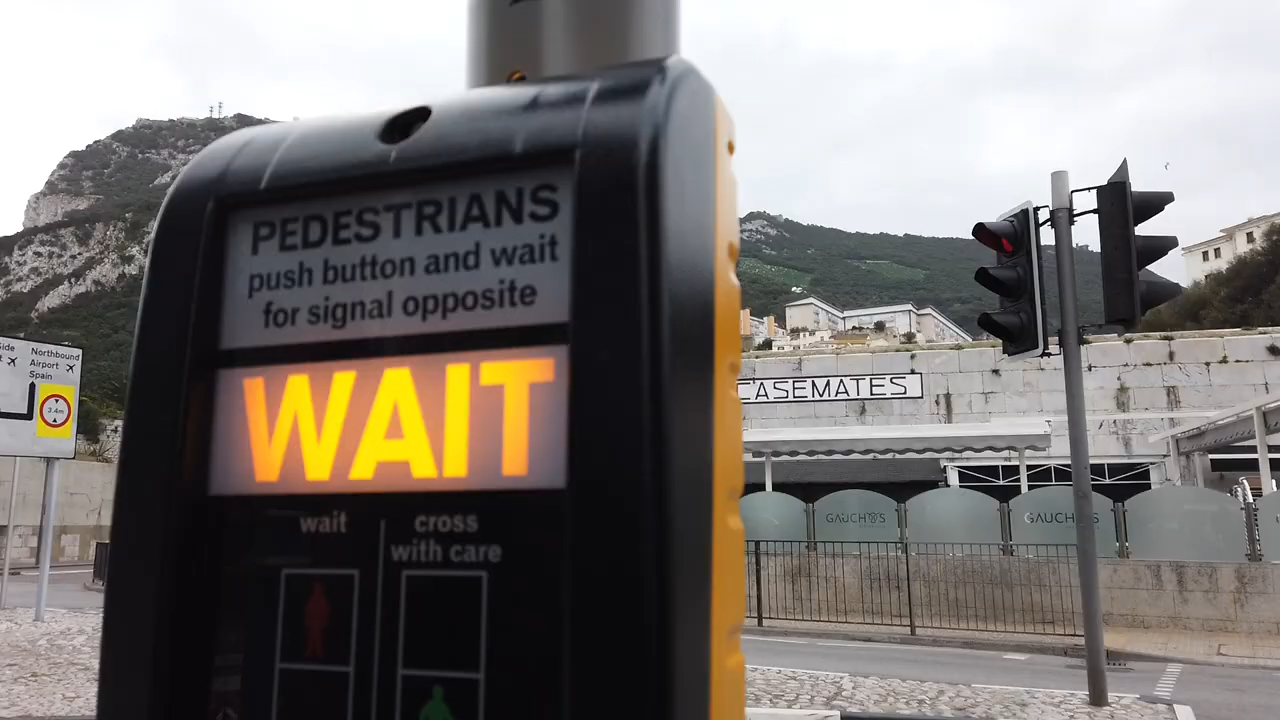 PEDESTRIANS
push button and wait
for signal opposite
WAIT
wait
cross
with care
Northbound
Airport
Spain
3.4m
CASEMATES
GAUCHOS
GAUCHOS